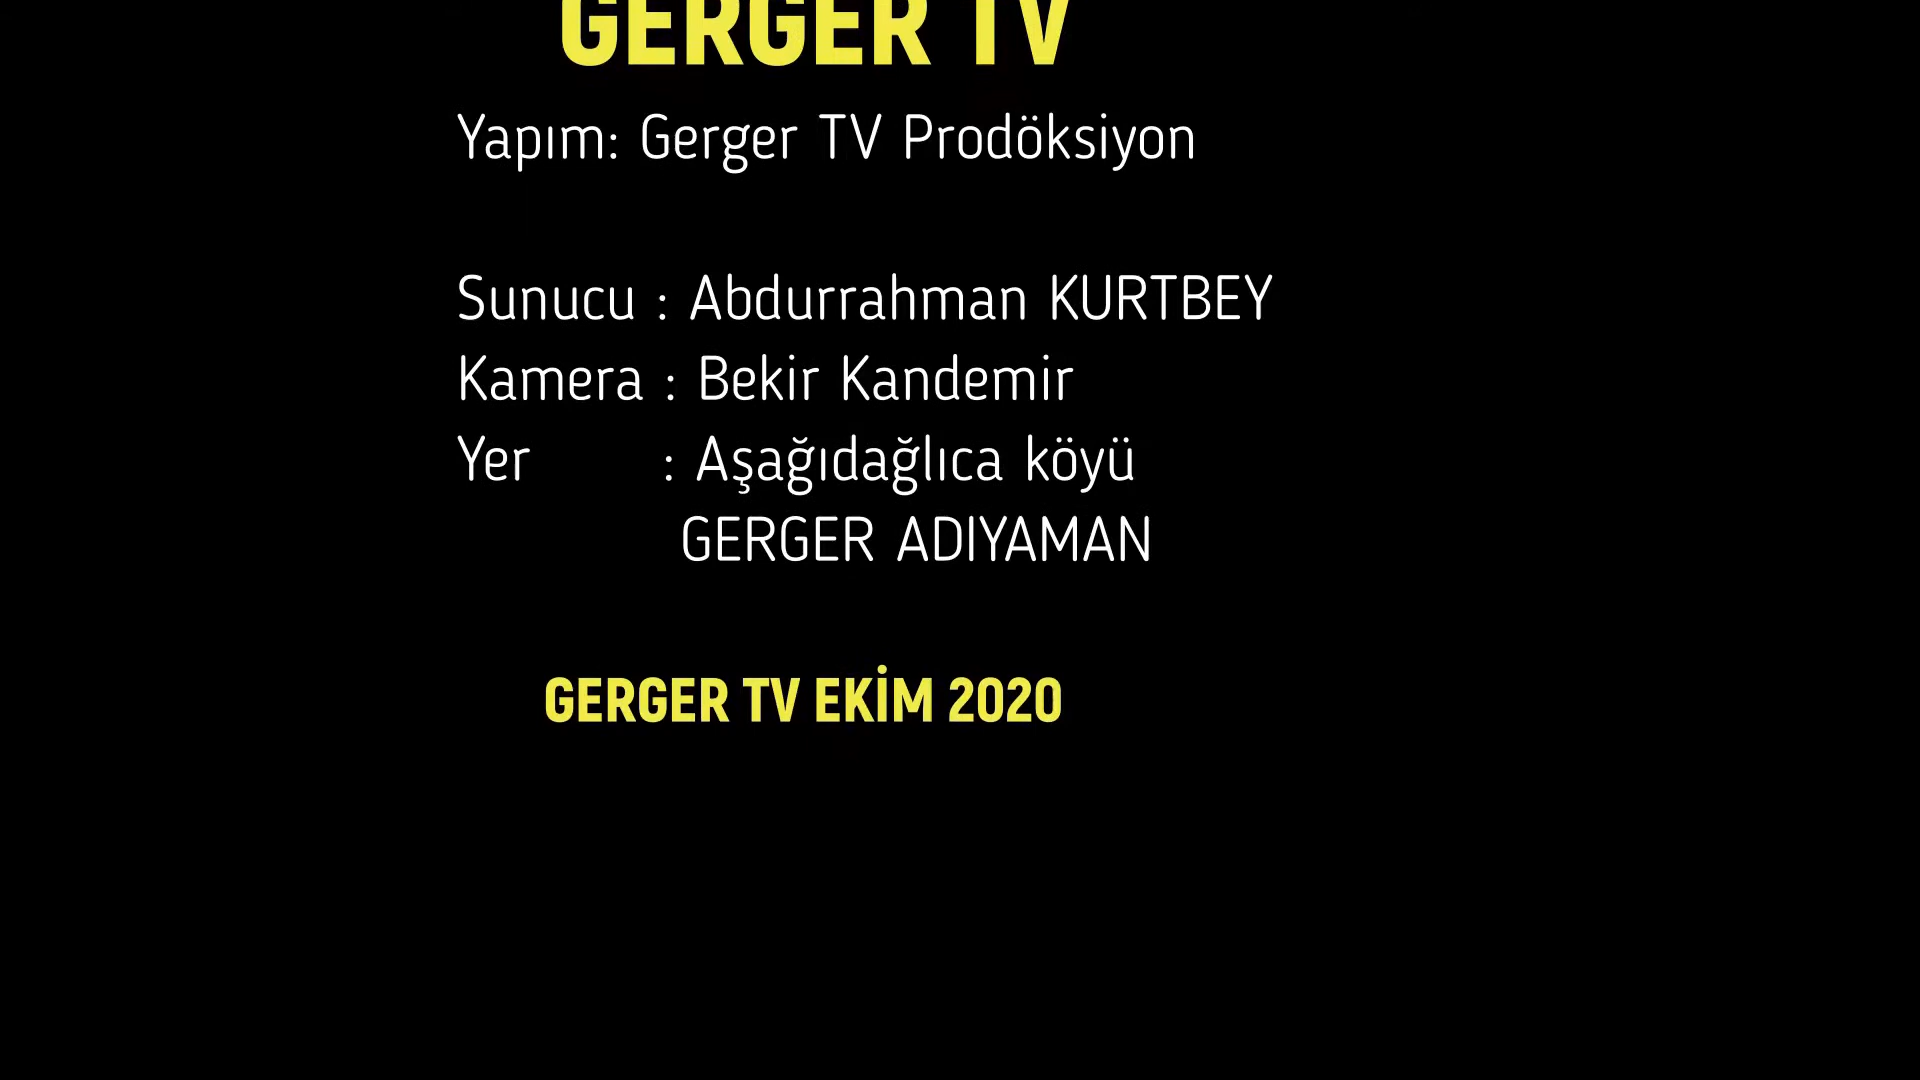 GERGER TV
Yapım: Gerger TV Prodöksiyon
Sunucu : Abdurrahman KURTBEY
Kamera : Bekir Kandemir
Yer : Aşağıdağlıca köyü
GERGER ADIYAMAN
GERGER TV EKİM 2020